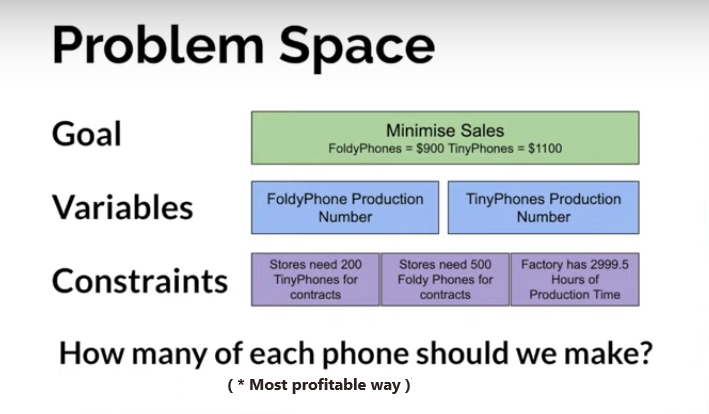 Problem Space
Goal
Minimise Sales
FoldyPhones = $900 TinyPhones = $1100
Variables
FoldyPhone Production
Number
TinyPhones Production
Number
Constraints
Stores need 200
TinyPhones for
contracts
Stores need 500
Foldy Phones for
contracts
Factory has 2999.5
Hours of
Production Time
How many of each phone should we make?
( * Most profitable way )